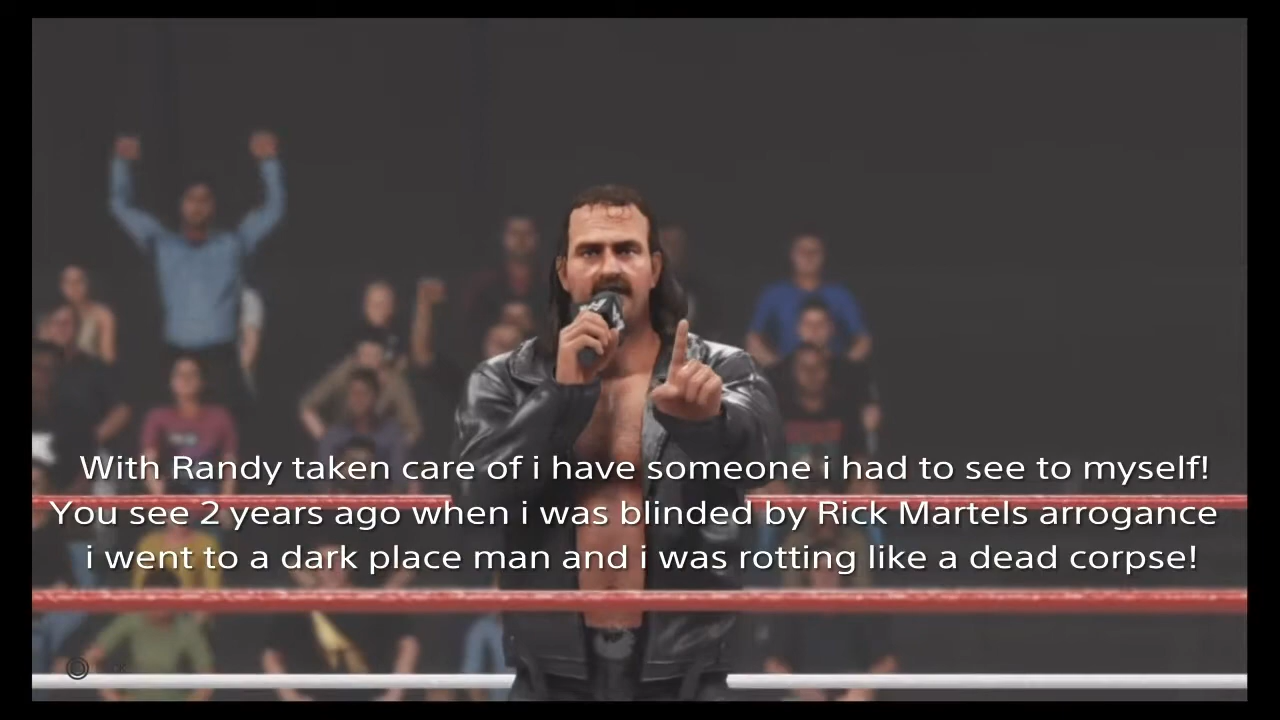 With Randy taken care of i have someone i had to see to myself!
You see 2 years ago when i was blinded by Rick Martels arrogance
i went to a dark place man and i was rotting like a dead corpse!